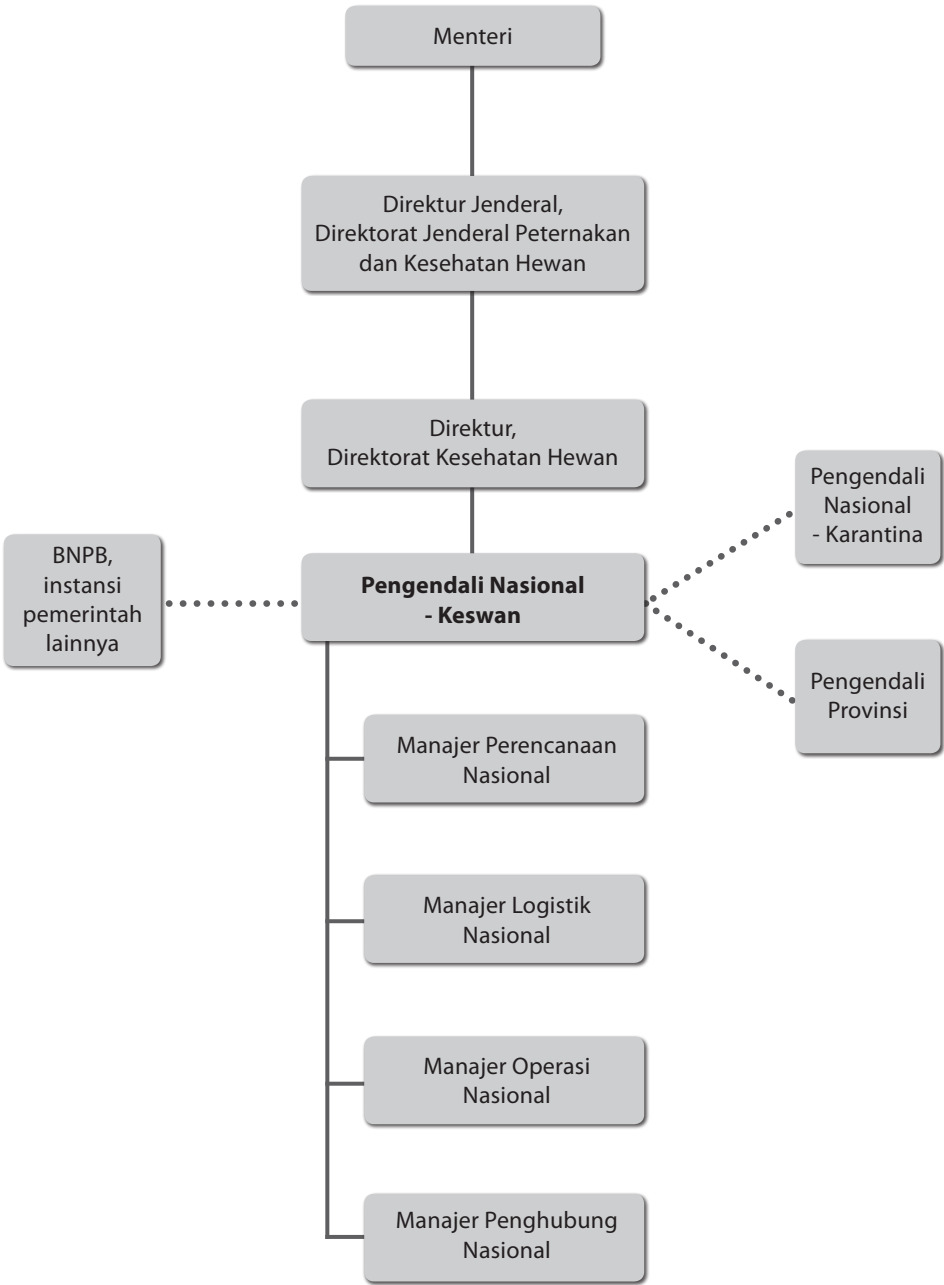 Menteri
Direktur Jenderal,
Direktorat Jenderal Peternakan
dan Kesehatan Hewan
Direktur,
Direktorat Kesehatan Hewan
Pengendali
Nasional
- Karantina
BNPB,
instansi
pemerintah
lainnya
Pengendali Nasional
- Keswan
Pengendali
Provinsi
Manajer Perencanaan
Nasional
Manajer Logistik
Nasional
Manajer Operasi
Nasional
Manajer Penghubung
Nasional